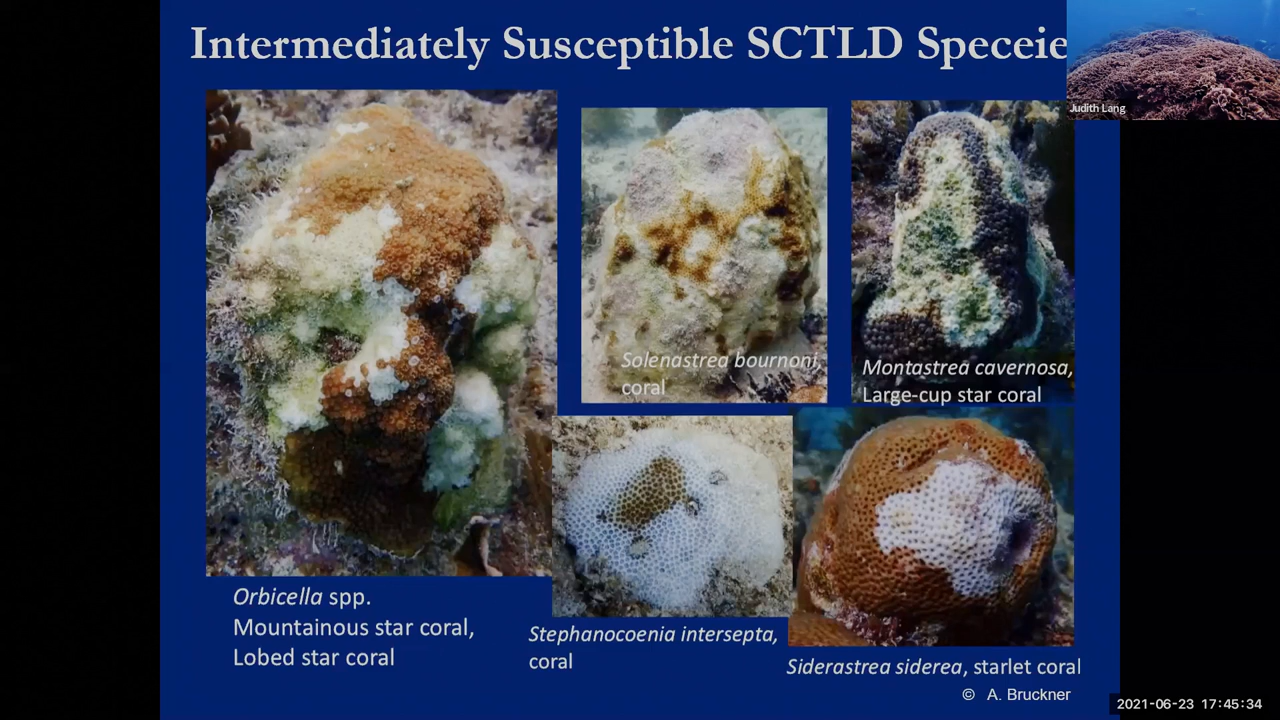 Intermediately Susceptible SCTLD Speceie
Judith Lang
Solenastrea bournoni,
coral
Montastrea cavernosa,
Large-cup star coral
Orbicella spp.
Mountainous star coral,
Lobed star coral
Stephanocoenia intersepta,
coral
Siderastrea siderea, starlet coral
© A. Bruckner
2021-06-23 17:45:34